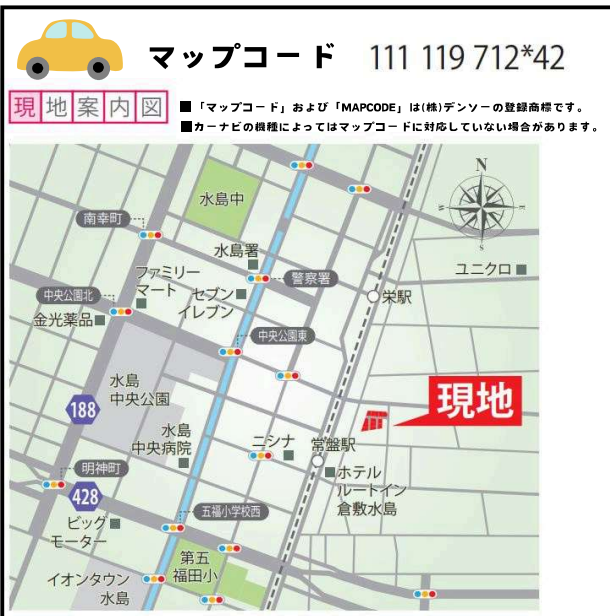 マップコード 111 119 712*42
現地案内図
■「マップコード」および「MAPCODE」は(株)デンソーの登録商標です。
■カーナビの機種によってはマップコードに対応していない場合があります。
N
W
E
S
水島中
南幸町
水島署
ユニクロ
ファミリー
マート
警察署
中央公園北
セブン
イレブン
栄駅
金光薬品
中央公園東
水島
中央公園
188
現地
水島
中央病院
ニシナ
常盤駅
明神町
ホテル
ルートイン
倉敷水島
428
ビッグ
モーター
五福小学校西
第五
福田小
イオンタウン
水島